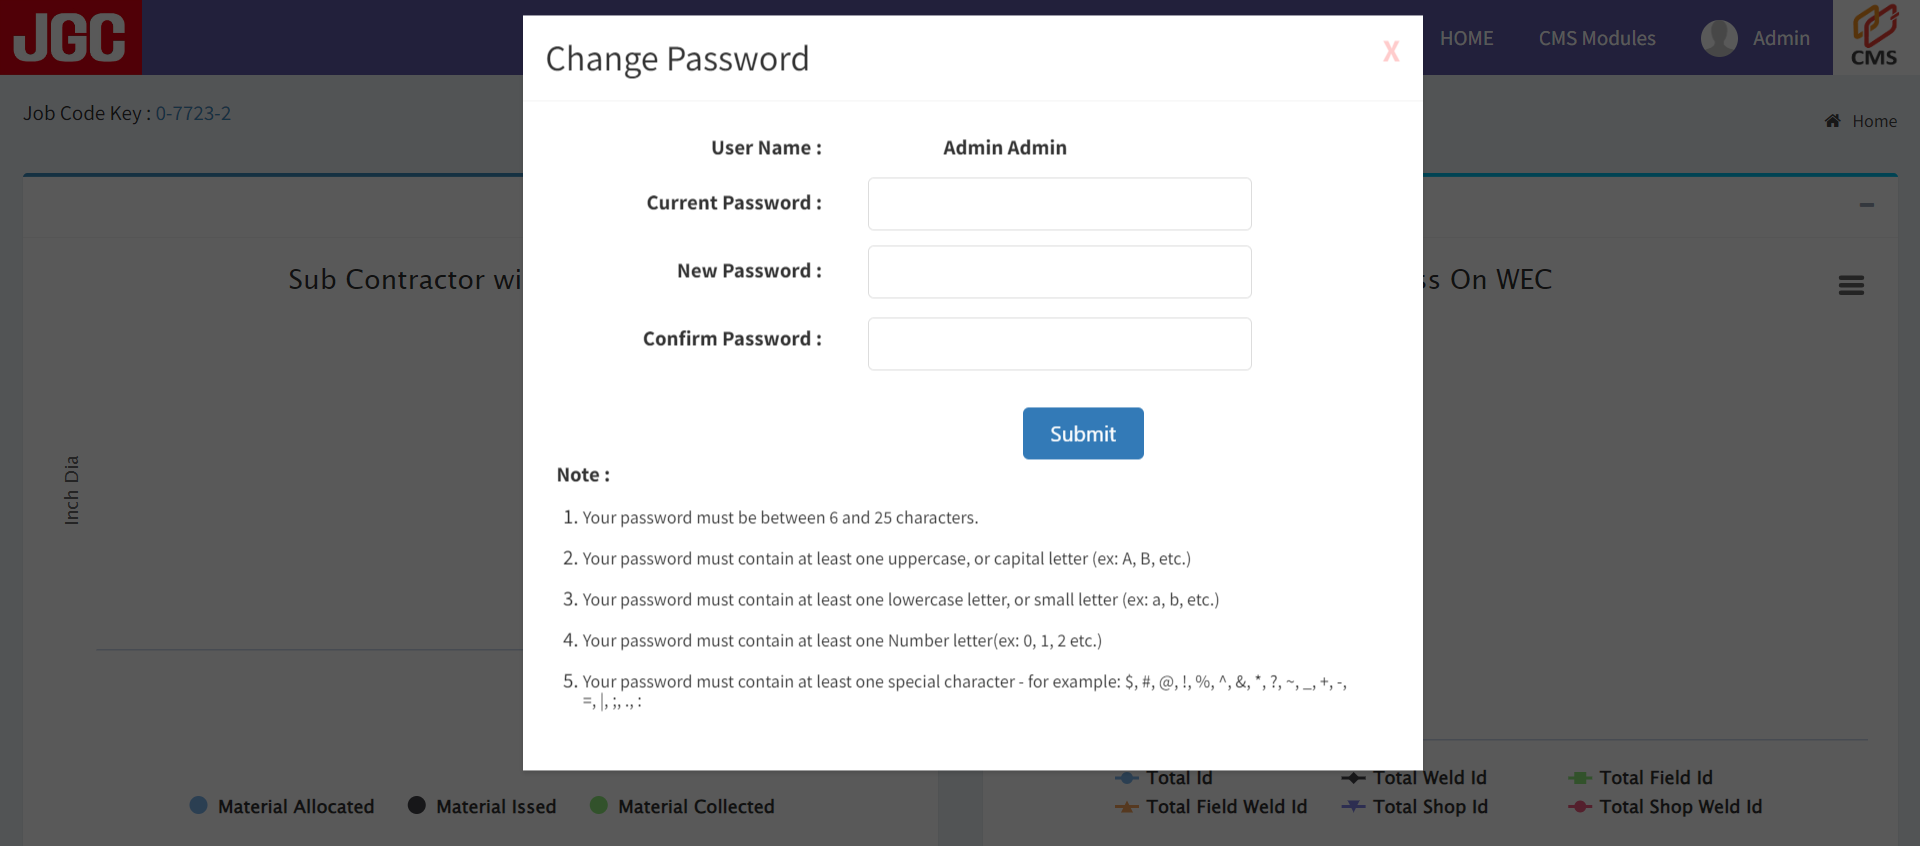 JGC
HOME
CMS Modules
Admin
CMS
Job Code Key : 0-7723-2
Home
Change Password
X
User Name :
Admin Admin
Current Password :
New Password :
Confirm Password :
Submit
Note :
1. Your password must be between 6 and 25 characters.
2. Your password must contain at least one uppercase, or capital letter (ex: A, B, etc.)
3. Your password must contain at least one lowercase letter, or small letter (ex: a, b, etc.)
4. Your password must contain at least one Number letter(ex: 0, 1, 2 etc.)
5. Your password must contain at least one special character - for example: $, #, @, !, %, ^, &, *, ?, ~, _, +, -,
=, |, ;, ., :
Sub Contractor
On WEC
Inch Dia
Material Allocated
Material Issed
Material Collected
Total Id
Total Weld Id
Total Field Id
Total Field Weld Id
Total Shop Id
Total Shop Weld Id